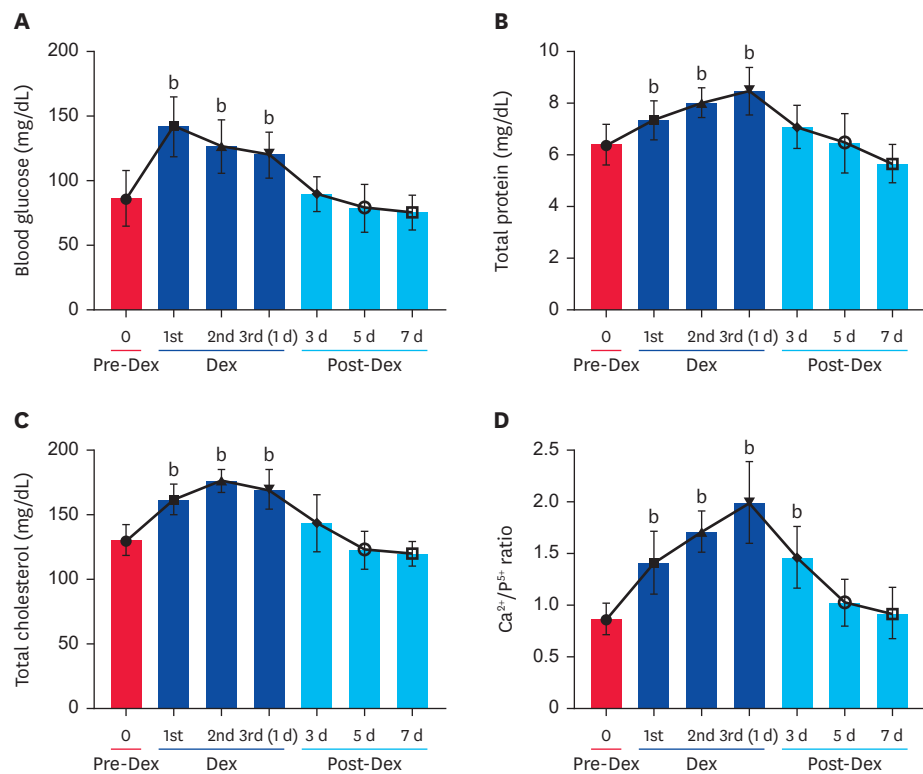 A
Blood glucose (mg/dL)
200
150
100
50
0
b
b
b
0 1st 2nd 3rd (1 d) 3 d 5 d 7 d
Pre-Dex Dex Post-Dex
B
Total protein (mg/dL)
10
8
6
4
2
0
b
b
b
0 1st 2nd 3rd (1 d) 3 d 5 d 7 d
Pre-Dex Dex Post-Dex
C
Total cholesterol (mg/dL)
200
150
100
50
0
b
b
b
0 1st 2nd 3rd (1 d) 3 d 5 d 7 d
Pre-Dex Dex Post-Dex
D
Ca²⁺/P⁵⁺ ratio
2.5
2.0
1.5
1.0
0.5
0
b
b
b
b
0 1st 2nd 3rd (1 d) 3 d 5 d 7 d
Pre-Dex Dex Post-Dex